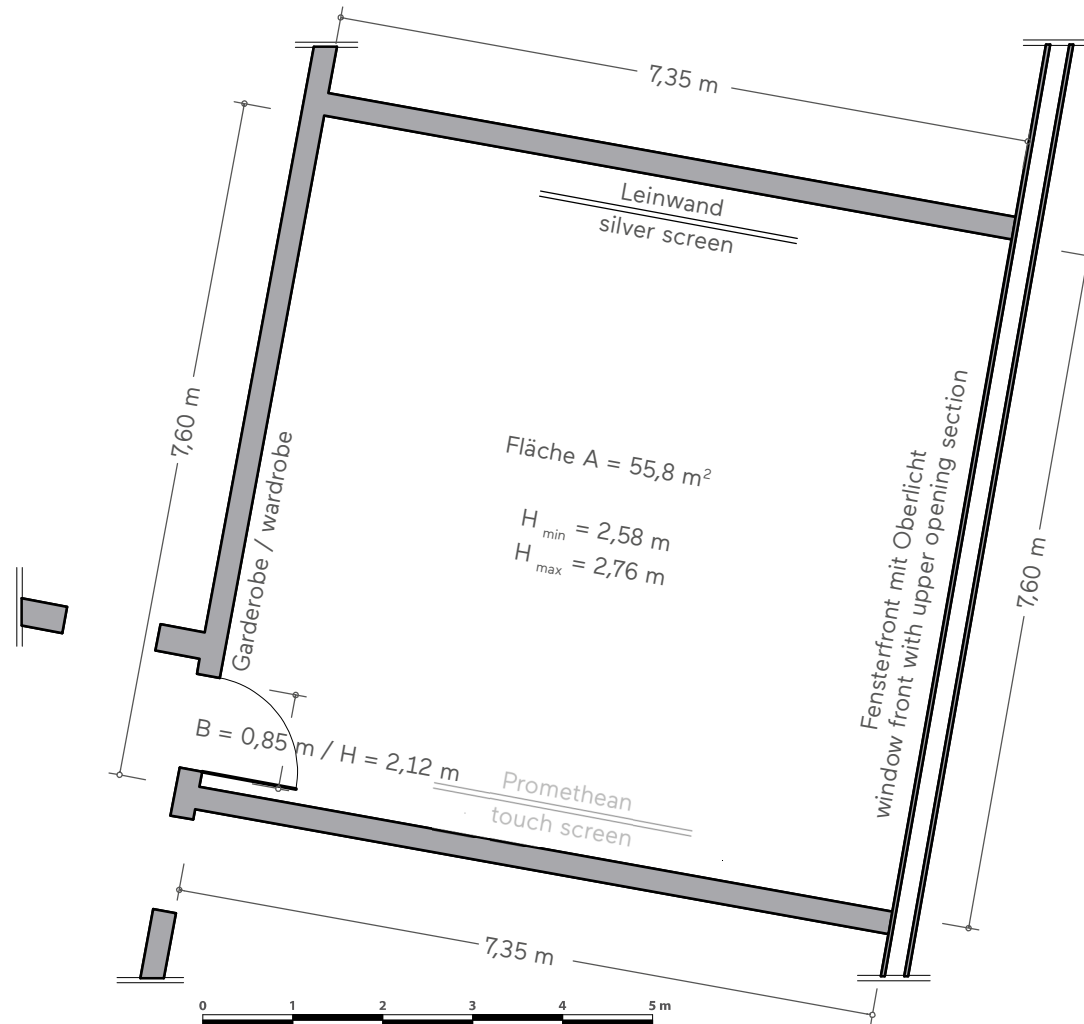 7,35 m
Leinwand
silver screen
7,60 m
Garderobe / wardrobe
Fläche A = 55,8 m²
H min = 2,58 m
H max = 2,76 m
Fensterfront mit Oberlicht
window front with upper opening section
7,60 m
B = 0,85 m / H = 2,12 m
Promethean
touch screen
7,35 m
0 1 2 3 4 5 m